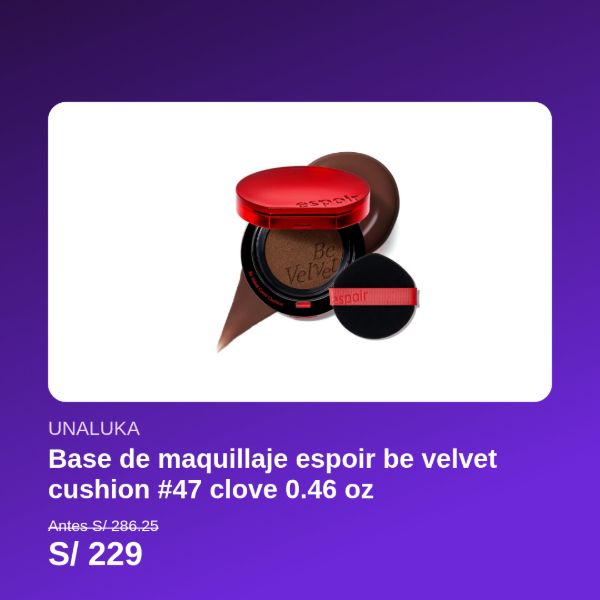 espoir
Be
Velvet
espoir
UNALUKA
Base de maquillaje espoir be velvet
cushion #47 clove 0.46 oz
Antes S/ 286.25
S/ 229